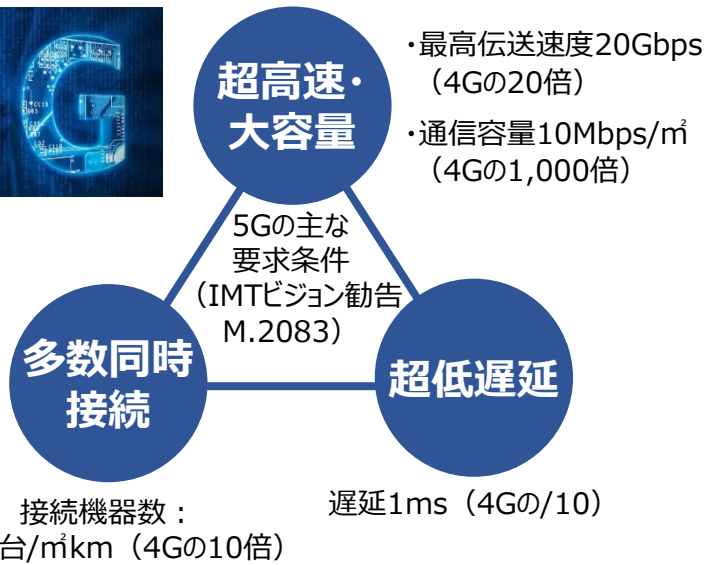 G
超高速・
大容量
・最高伝送速度20Gbps
（4Gの20倍）
・通信容量10Mbps/㎡
（4Gの1,000倍）
5Gの主な
要求条件
（IMTビジョン勧告
M.2083）
多数同時
接続
超低遅延
接続機器数：
台/㎡km（4Gの10倍）
遅延1ms（4Gの/10）